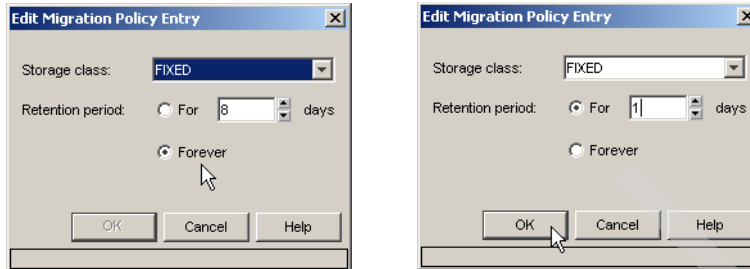 Edit Migration Policy Entry
Storage class: FIXED
Retention period: For 8 days
Forever
OK Cancel Help
Edit Migration Policy Entry
Storage class: FIXED
Retention period: For 1 days
Forever
OK Cancel Help